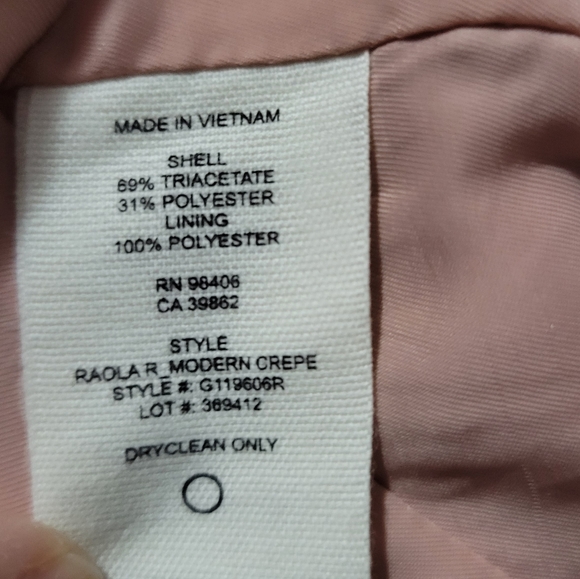 MADE IN VIETNAM
SHELL
69% TRIACETATE
31% POLYESTER
LINING
100% POLYESTER
RN 98406
CA 39862
STYLE
RAOLA R_MODERN CREPE
STYLE #: G119606R
LOT #: 369412
DRYCLEAN ONLY